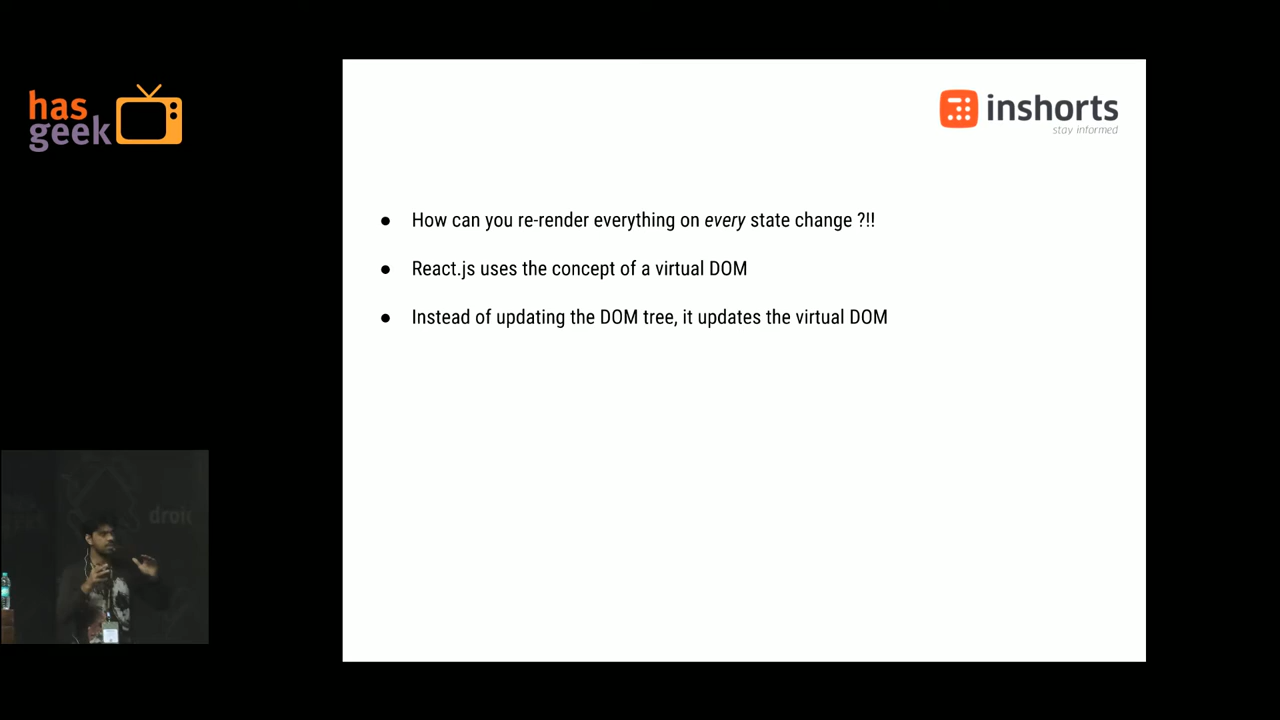 has
geek
inshorts
stay informed
● How can you re-render everything on every state change ?!!
● React.js uses the concept of a virtual DOM
● Instead of updating the DOM tree, it updates the virtual DOM